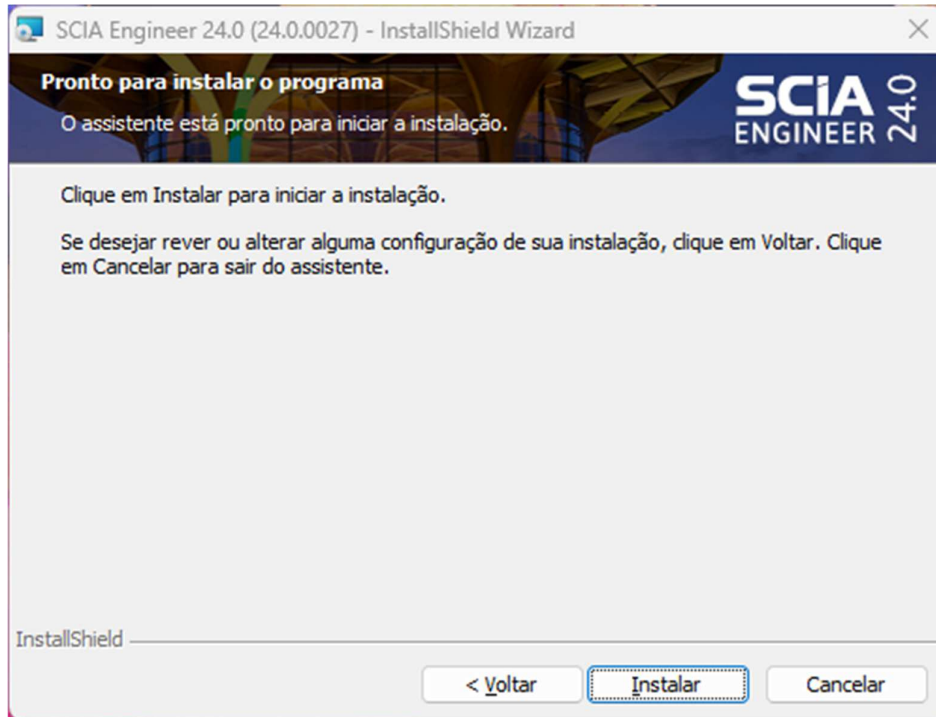 SCIA Engineer 24.0 (24.0.0027) - InstallShield Wizard
Pronto para instalar o programa
O assistente está pronto para iniciar a instalação.
SCIA
ENGINEER
24.0
Clique em Instalar para iniciar a instalação.
Se desejar rever ou alterar alguma configuração de sua instalação, clique em Voltar. Clique
em Cancelar para sair do assistente.
InstallShield
< Voltar
Instalar
Cancelar